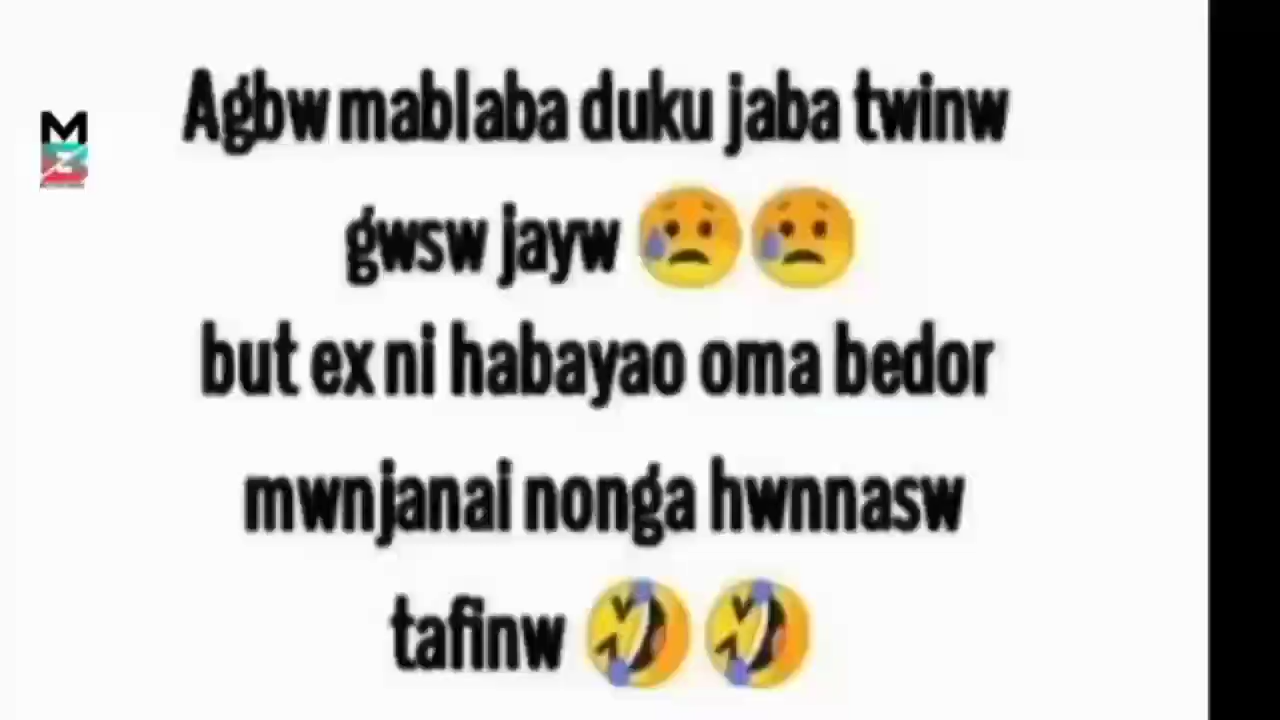 M
Z
Agbw mablaba duku jaba twinw
gwsw jayw 😥😥
but ex ni habayao oma bedor
mwnjanai nonga hwnnasw
tafinw 🤣🤣